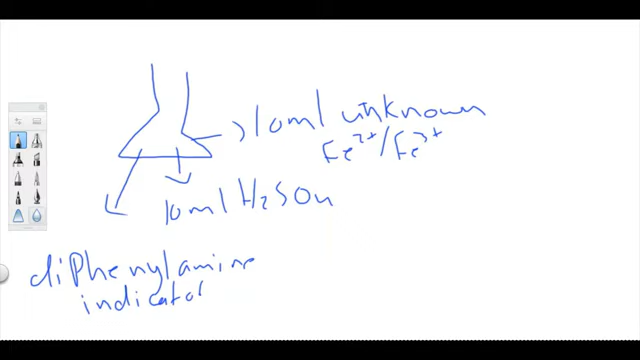 10ml unknown
Fe2+/Fe3+
10ml H2SO4
diphenylamine
indicator